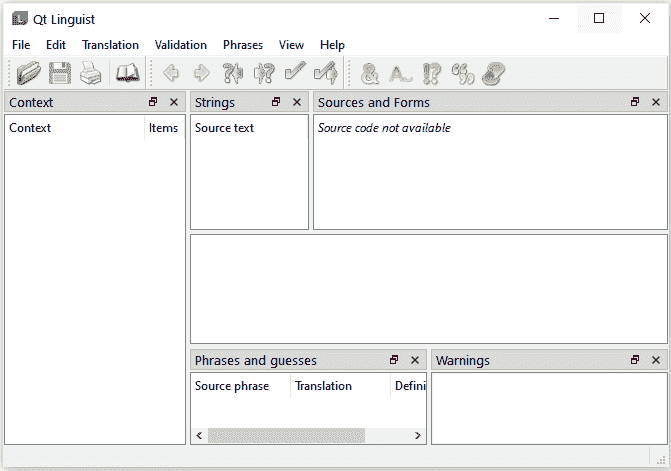 Qt Linguist
File Edit Translation Validation Phrases View Help
Context
Context Items
Strings
Source text
Sources and Forms
Source code not available
Phrases and guesses
Source phrase Translation Defini
Warnings